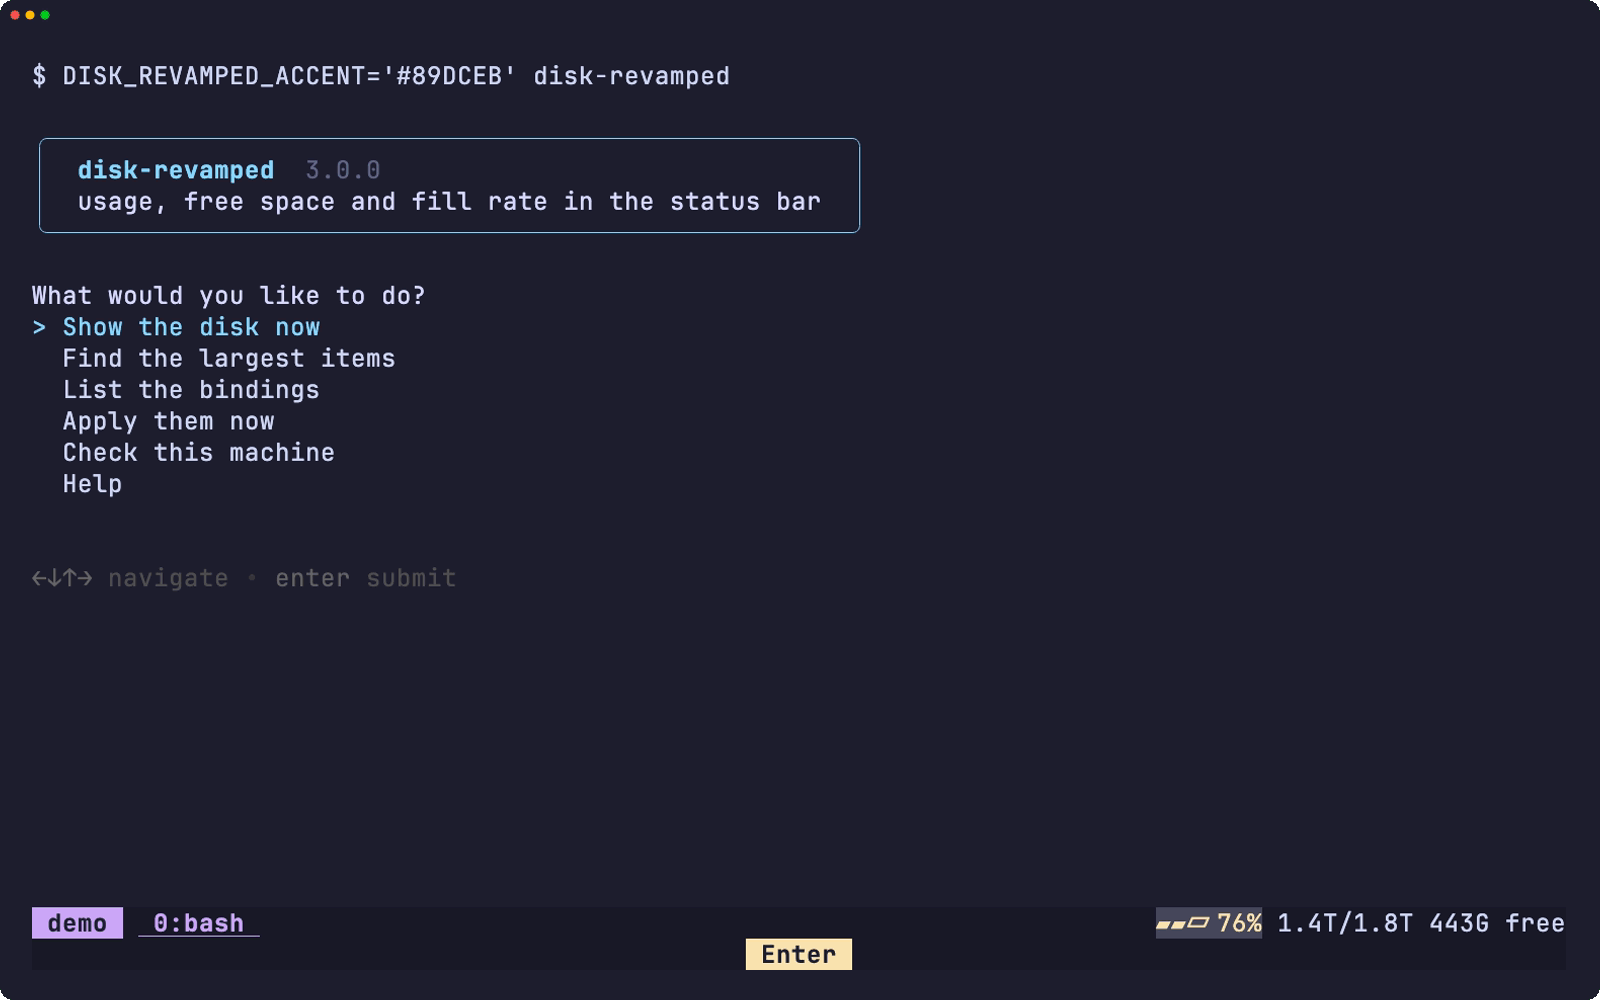 $ DISK_REVAMPED_ACCENT='#89DCEB' disk-revamped
disk-revamped 3.0.0
usage, free space and fill rate in the status bar
What would you like to do?
> Show the disk now
Find the largest items
List the bindings
Apply them now
Check this machine
Help
←↓↑→ navigate • enter submit
demo 0:bash ▰▰▱ 76% 1.4T/1.8T 443G free
Enter